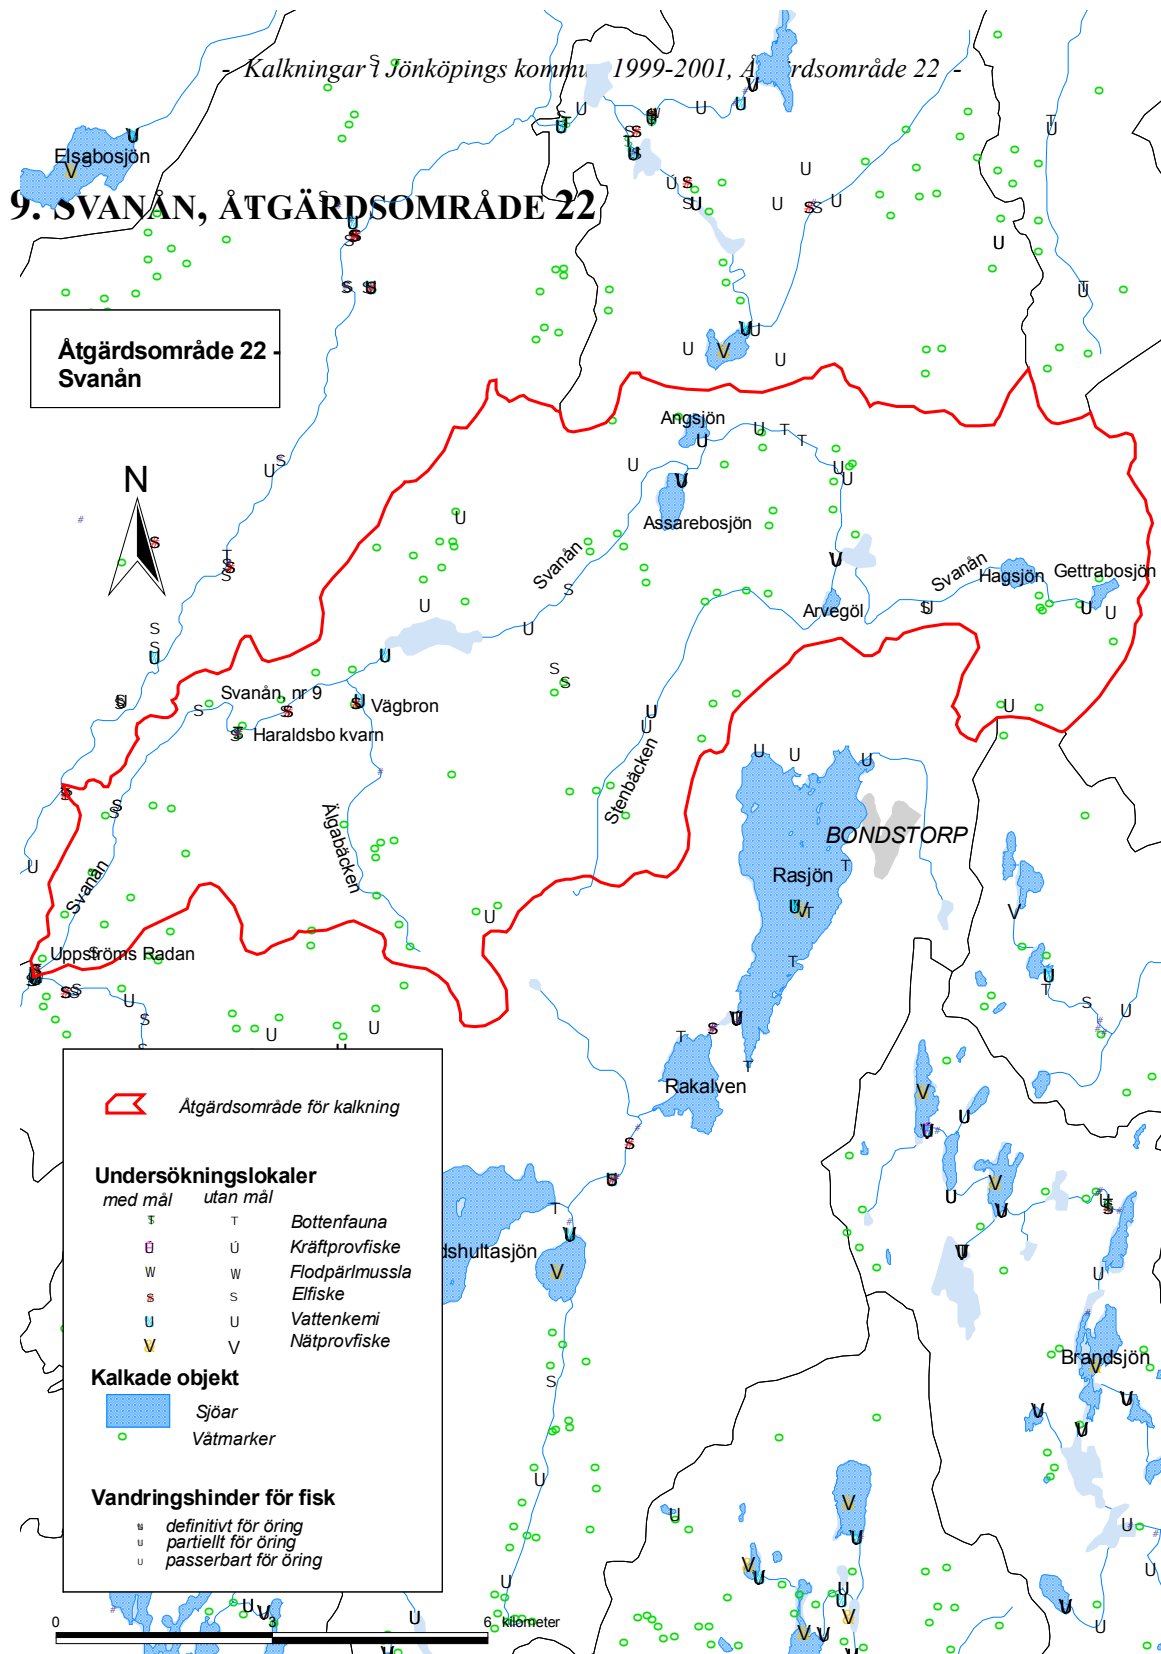 - Kalkningar i Jönköpings kommun 1999-2001, Åtgärdsområde 22 -
Elsabosjön
9. SVANÅN, ÅTGÄRDSOMRÅDE 22
Åtgärdsområde 22 -
Svanån
N
Angsjön
Assarebosjön
Svanån
Svanån
Hagsjön
Gettrabosjön
Arvegöl
Svanån, nr 9
Vägbron
Haraldsbo kvarn
Stenbäcken
Älgabäcken
BONDSTORP
Rasjön
Svanån
Uppströms Radan
Rakalven
dshultasjön
Brandsjön
Åtgärdsområde för kalkning
Undersökningslokaler
med mål utan mål
T T Bottenfauna
Ú Ú Kräftprovfiske
W W Flodpärlmussla
S S Elfiske
U U Vattenkemi
V V Nätprovfiske
Kalkade objekt
Sjöar
Våtmarker
Vandringshinder för fisk
definitivt för öring
partiellt för öring
passerbart för öring
0 3 6 kilometer